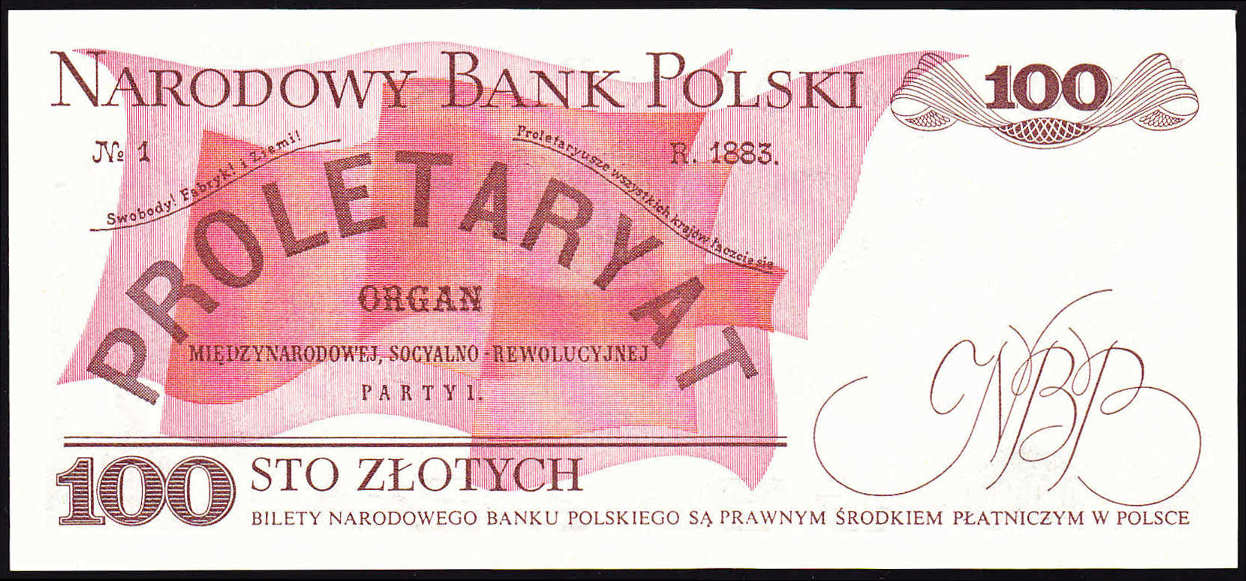 NARODOWY BANK POLSKI
100
№ 1
R. 1883.
Swobody! Fabryk! i Ziemi!
Proletaryusze wszystkich krajów łączcie się
PROLETARYAT
ORGAN
MIĘDZYNARODOWEJ, SOCYALNO-REWOLUCYJNEJ
PARTYI.
NBP
100 STO ZŁOTYCH
BILETY NARODOWEGO BANKU POLSKIEGO SĄ PRAWNYM ŚRODKIEM PŁATNICZYM W POLSCE